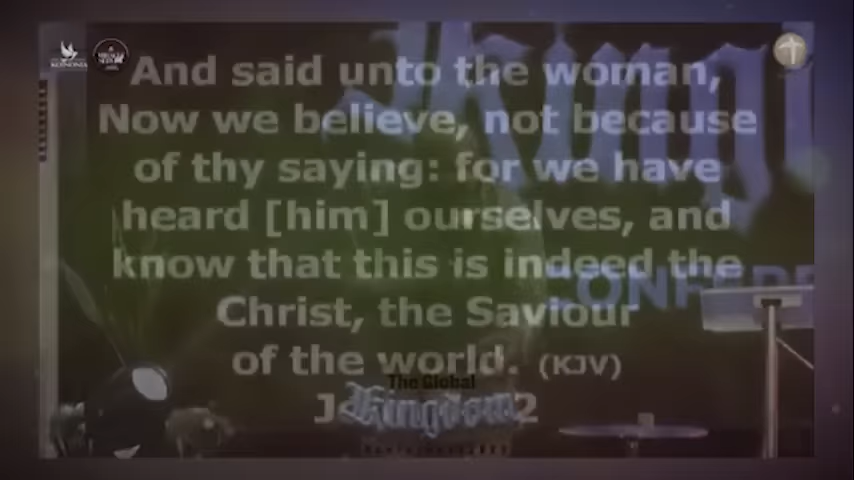 KOINONIA
And said unto the woman,
Now we believe, not because
of thy saying: for we have
heard [him] ourselves, and
know that this is indeed the
Christ, the Saviour
of the world. (KJV)
The Global
Kingdom